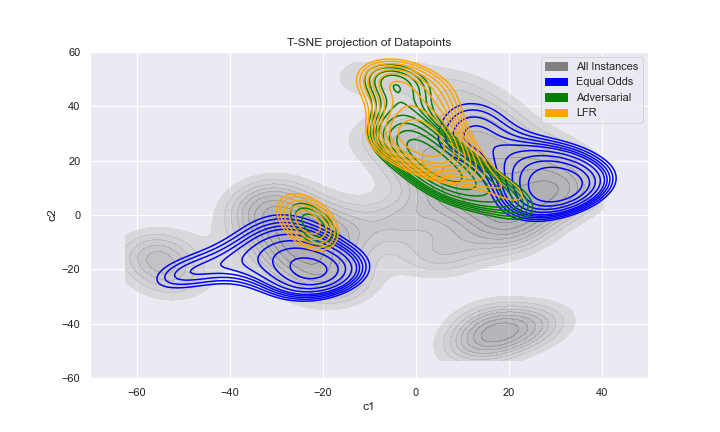 T-SNE projection of Datapoints
All Instances
Equal Odds
Adversarial
LFR
60
40
20
0
−20
−40
−60
c2
−60
−40
−20
0
20
40
c1